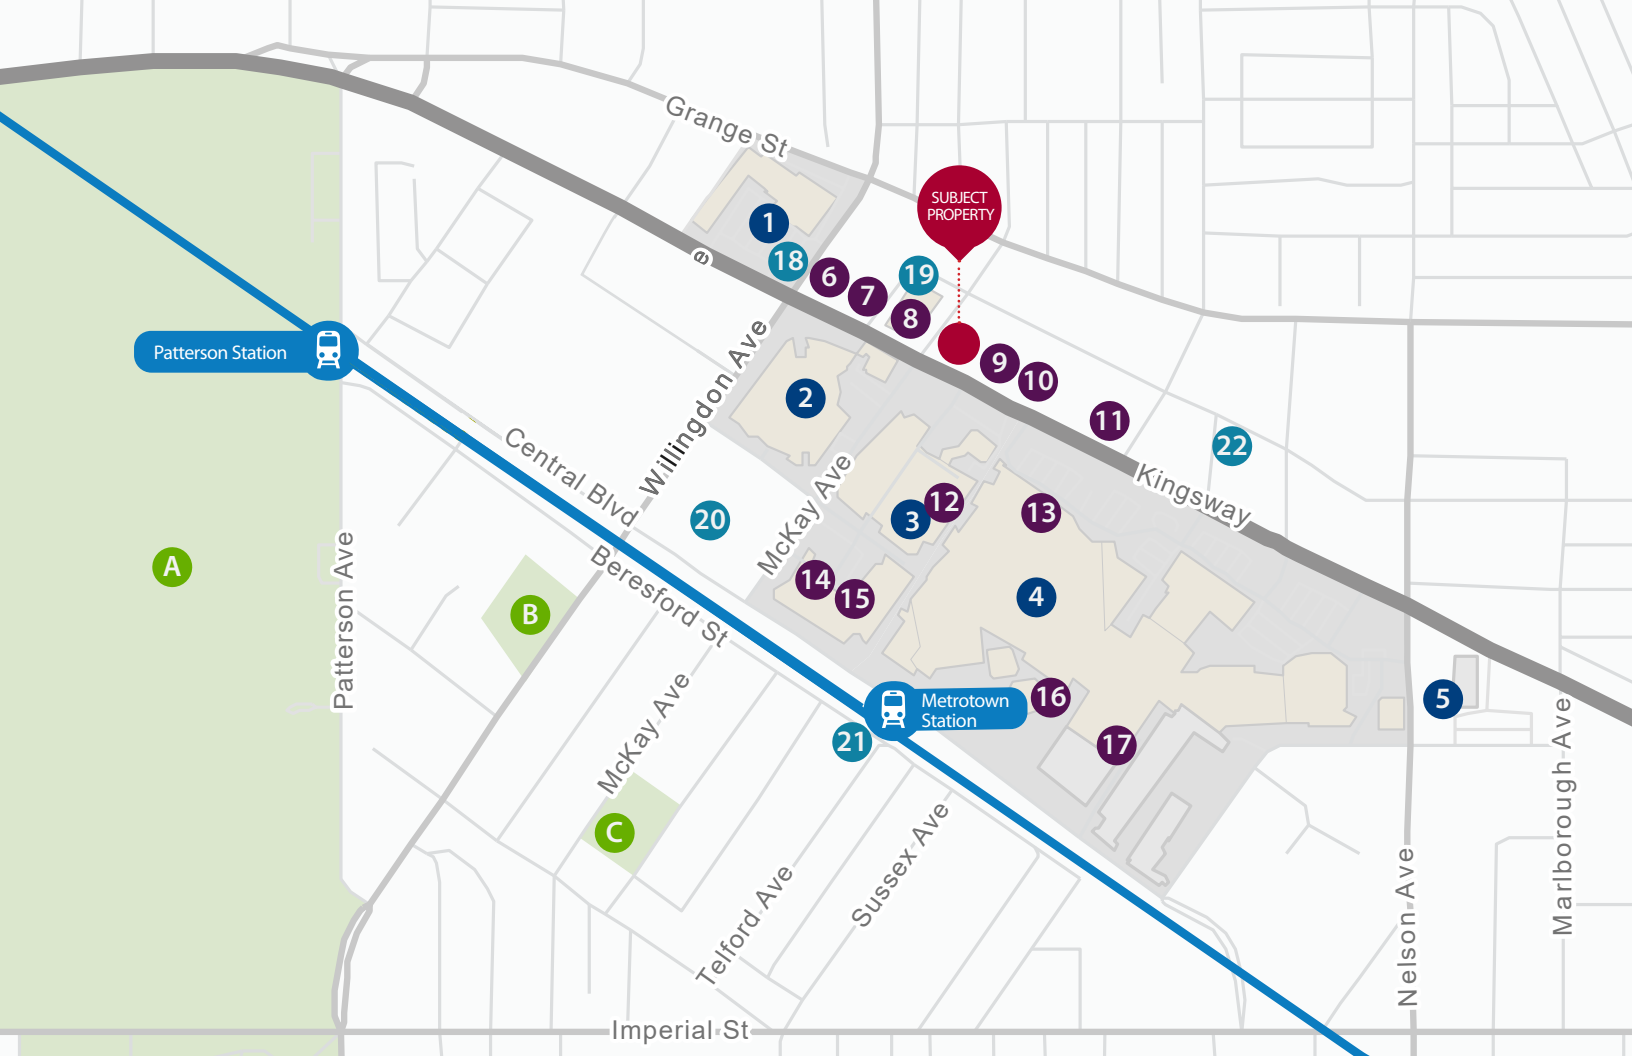 Grange St
SUBJECT
PROPERTY
1
e
18
6
19
7
8
9
10
11
22
Patterson Station
Willingdon Ave
2
Central Blvd
Kingsway
McKay Ave
12
13
3
20
Patterson Ave
A
Beresford St
14
15
4
B
McKay Ave
16
Metrotown
Station
5
21
17
Marlborough Ave
C
Sussex Ave
Telford Ave
Nelson Ave
Imperial St